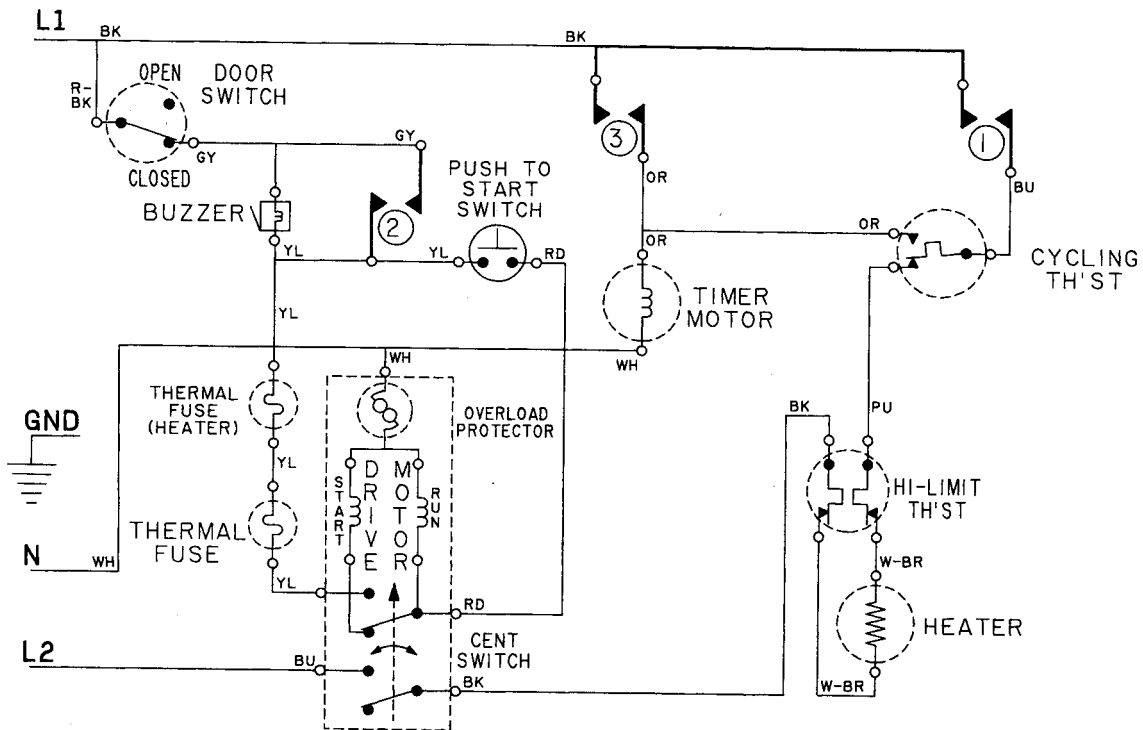 L1
BK
BK
OPEN
DOOR
SWITCH
R-
BK
GY
GY
CLOSED
3
1
OR
BU
PUSH TO
START
SWITCH
BUZZER
2
YL
YL
RD
OR
OR
CYCLING
TH'ST
TIMER
MOTOR
YL
WH
WH
THERMAL
FUSE
(HEATER)
OVERLOAD
PROTECTOR
BK
PU
GND
YL
DRIVE
MOTOR
START
RUN
HI-LIMIT
TH'ST
THERMAL
FUSE
N
WH
YL
W-BR
RD
HEATER
CENT
SWITCH
L2
BU
BK
W-BR